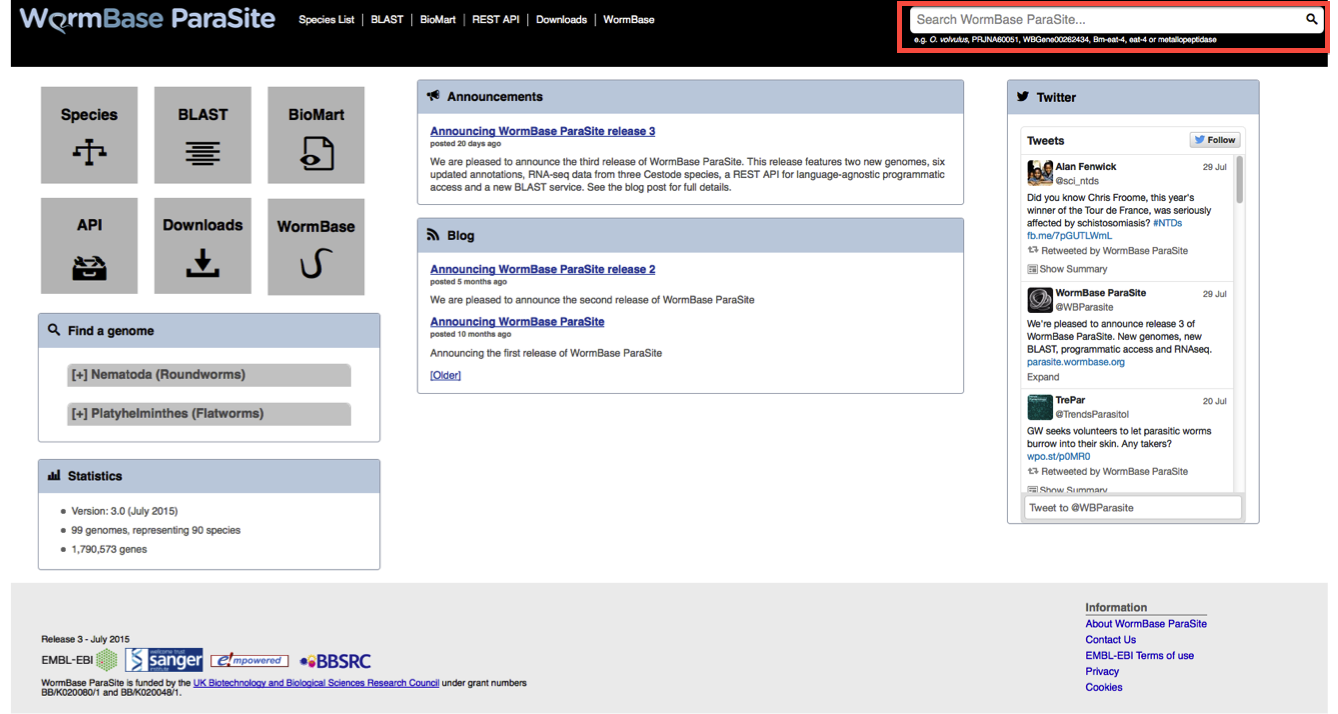 WormBase ParaSite
Species List | BLAST | BioMart | REST API | Downloads | WormBase
Search WormBase ParaSite...
e.g. O. volvulus, PRJNA60051, WBGene00262434, Bm-eat-4, eat-4 or metallopeptidase
Species
BLAST
BioMart
API
Downloads
WormBase
Find a genome
[+] Nematoda (Roundworms)
[+] Platyhelminthes (Flatworms)
Statistics
Version: 3.0 (July 2015)
99 genomes, representing 90 species
1,790,573 genes
Announcements
Announcing WormBase ParaSite release 3
posted 20 days ago
We are pleased to announce the third release of WormBase ParaSite. This release features two new genomes, six
updated annotations, RNA-seq data from three Cestode species, a REST API for language-agnostic programmatic
access and a new BLAST service. See the blog post for full details.
Blog
Announcing WormBase ParaSite release 2
posted 5 months ago
We are pleased to announce the second release of WormBase ParaSite
Announcing WormBase ParaSite
posted 10 months ago
Announcing the first release of WormBase ParaSite
[Older]
Twitter
Tweets
Follow
Alan Fenwick
29 Jul
@sci_ntds
Did you know Chris Froome, this year's
winner of the Tour de France, was seriously
affected by schistosomiasis? #NTDs
fb.me/7pGUTLWmL
Retweeted by WormBase ParaSite
Show Summary
WormBase ParaSite
29 Jul
@WBParasite
We're pleased to announce release 3 of
WormBase ParaSite. New genomes, new
BLAST, programmatic access and RNAseq.
parasite.wormbase.org
Expand
TrePar
20 Jul
@TrendsParasitol
GW seeks volunteers to let parasitic worms
burrow into their skin. Any takers?
wpo.st/p0MR0
Retweeted by WormBase ParaSite
Show Summary
Tweet to @WBParasite
Release 3 - July 2015
EMBL-EBI
wellcome trust
sanger
institute
e! mpowered
BBSRC
WormBase ParaSite is funded by the UK Biotechnology and Biological Sciences Research Council under grant numbers
BB/K020080/1 and BB/K020048/1.
Information
About WormBase ParaSite
Contact Us
EMBL-EBI Terms of use
Privacy
Cookies